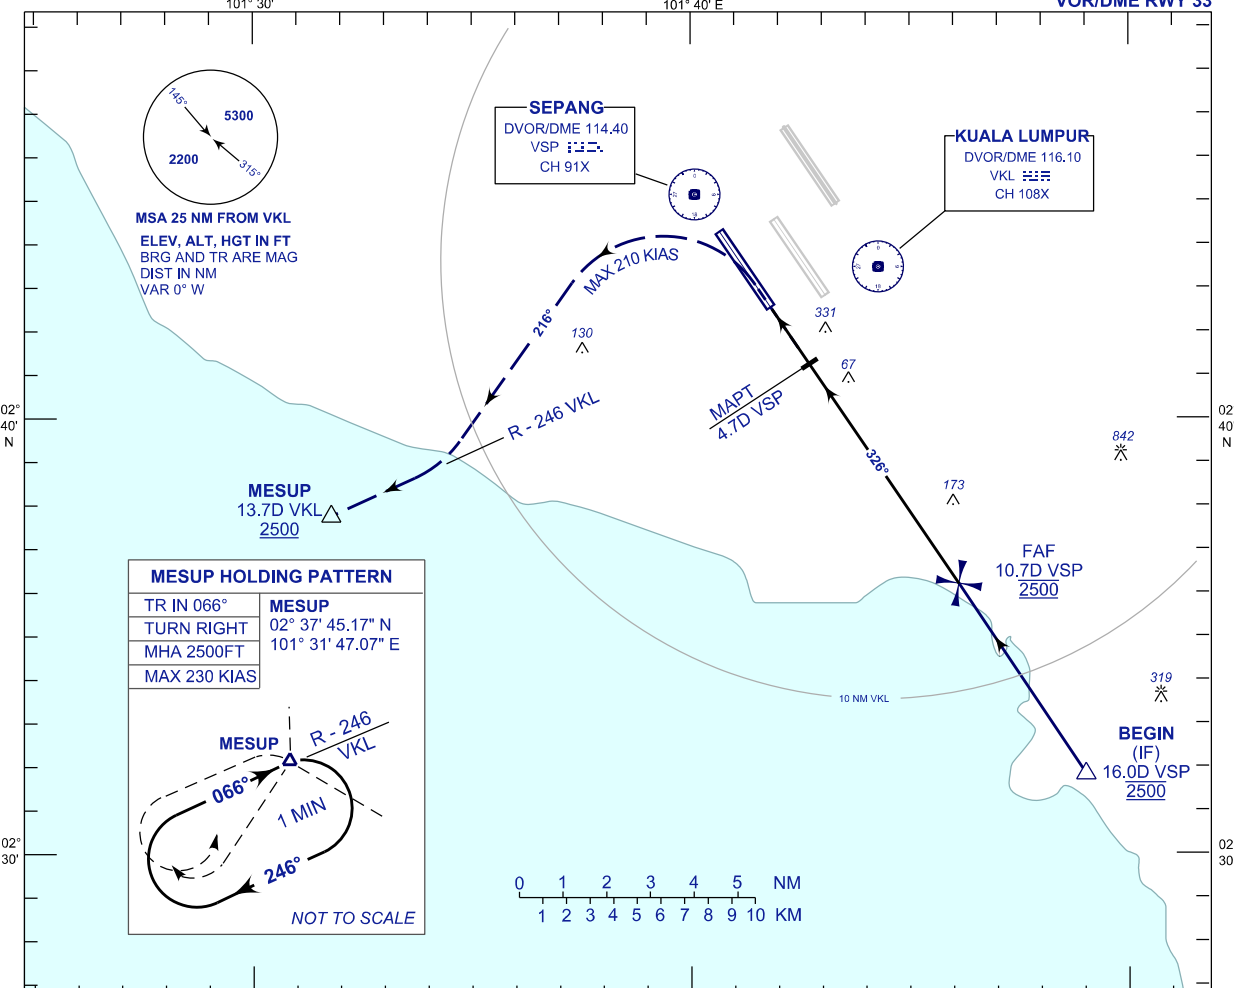 VOR/DME RWY 33
101° 30'
101° 40' E
145°
5300
2200
315°
MSA 25 NM FROM VKL
ELEV, ALT, HGT IN FT
BRG AND TR ARE MAG
DIST IN NM
VAR 0° W
SEPANG
DVOR/DME 114.40
VSP
CH 91X
KUALA LUMPUR
DVOR/DME 116.10
VKL
CH 108X
MAX 210 KIAS
216°
130
331
67
MAPT
4.7D VSP
R - 246 VKL
02°
40'
N
02
40'
N
842
326°
173
MESUP
13.7D VKL
2500
FAF
10.7D VSP
2500
MESUP HOLDING PATTERN
TR IN 066°
TURN RIGHT
MHA 2500FT
MAX 230 KIAS
MESUP
02° 37' 45.17" N
101° 31' 47.07" E
10 NM VKL
319
BEGIN
(IF)
16.0D VSP
2500
MESUP
R - 246
VKL
066°
1 MIN
246°
NOT TO SCALE
02°
30'
02
30
0 1 2 3 4 5 NM
1 2 3 4 5 6 7 8 9 10 KM